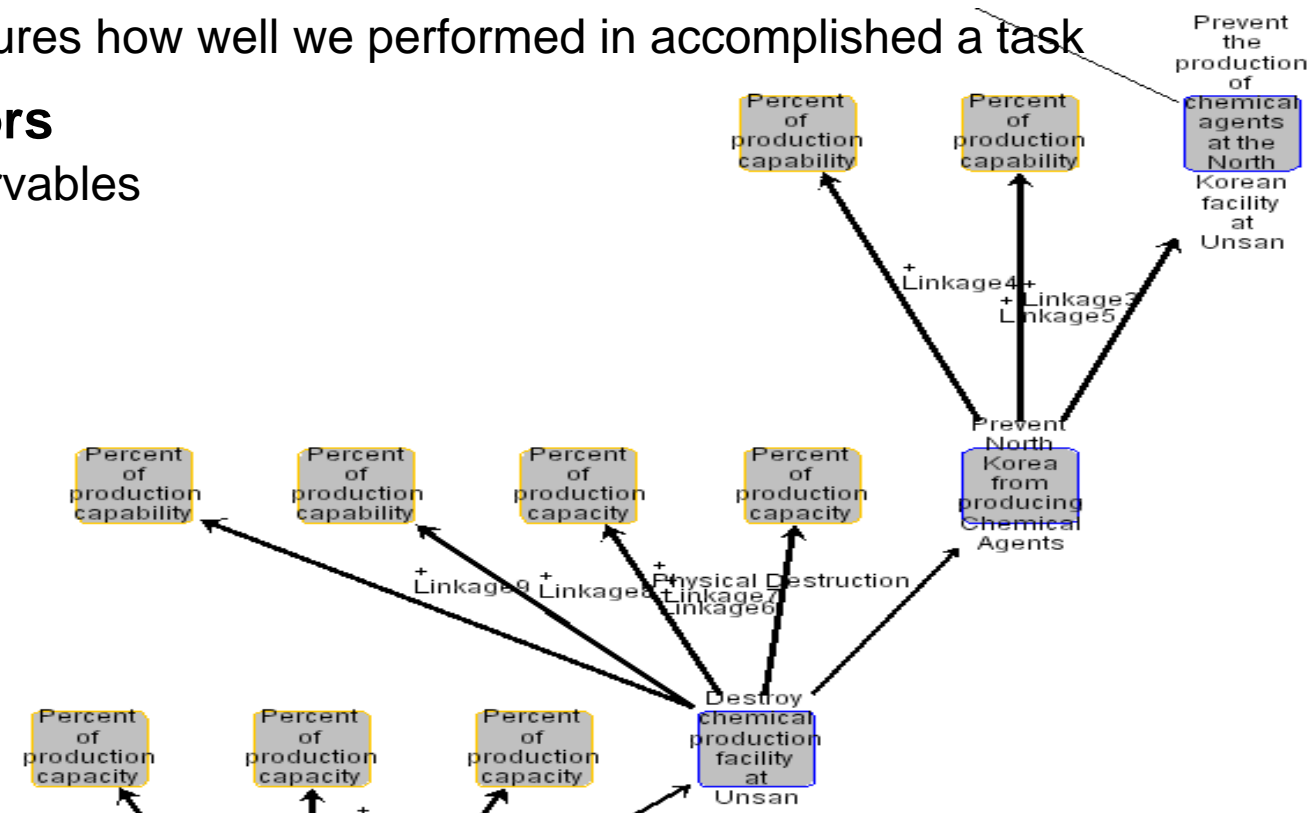 ures how well we performed in accomplished a task
ors
rvables
Prevent
the
production
of
chemical
agents
at the
North
Korean
facility
at
Unsan
Percent
of
production
capability
Percent
of
production
capability
+
Linkage4
+
Linkage3
+
Linkage5
Prevent
North
Korea
from
producing
Chemical
Agents
Percent
of
production
capability
Percent
of
production
capability
Percent
of
production
capacity
Percent
of
production
capacity
+
Linkage9
+
Linkage8
+
Physical Destruction
+
Linkage7
+
Linkage6
Destroy
chemical
production
facility
at
Unsan
Percent
of
production
capacity
Percent
of
production
capacity
Percent
of
production
capacity
+